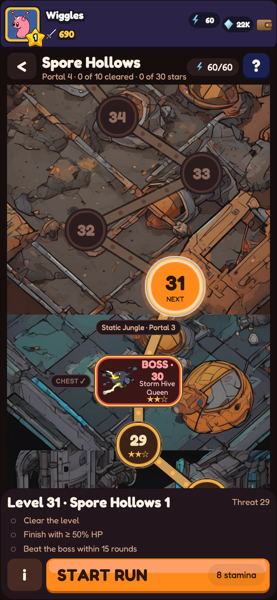 Wiggles
60
22K
1
690
<
Spore Hollows
Portal 4 · 0 of 10 cleared · 0 of 30 stars
60/60
?
34
33
32
31
NEXT
Static Jungle · Portal 3
CHEST ✓
BOSS ·
30
Storm Hive
Queen
★★☆
29
★★☆
Level 31 · Spore Hollows 1
Threat 29
Clear the level
Finish with ≥ 50% HP
Beat the boss within 15 rounds
i
START RUN
8 stamina